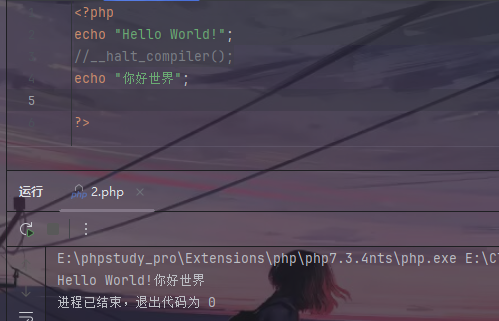 <?php
echo "Hello World!";
//__halt_compiler();
echo "你好世界";
5
?>
运行
2.php
E:\phpstudy_pro\Extensions\php\php7.3.4nts\php.exe E:\C
Hello World!你好世界
进程已结束，退出代码为 0